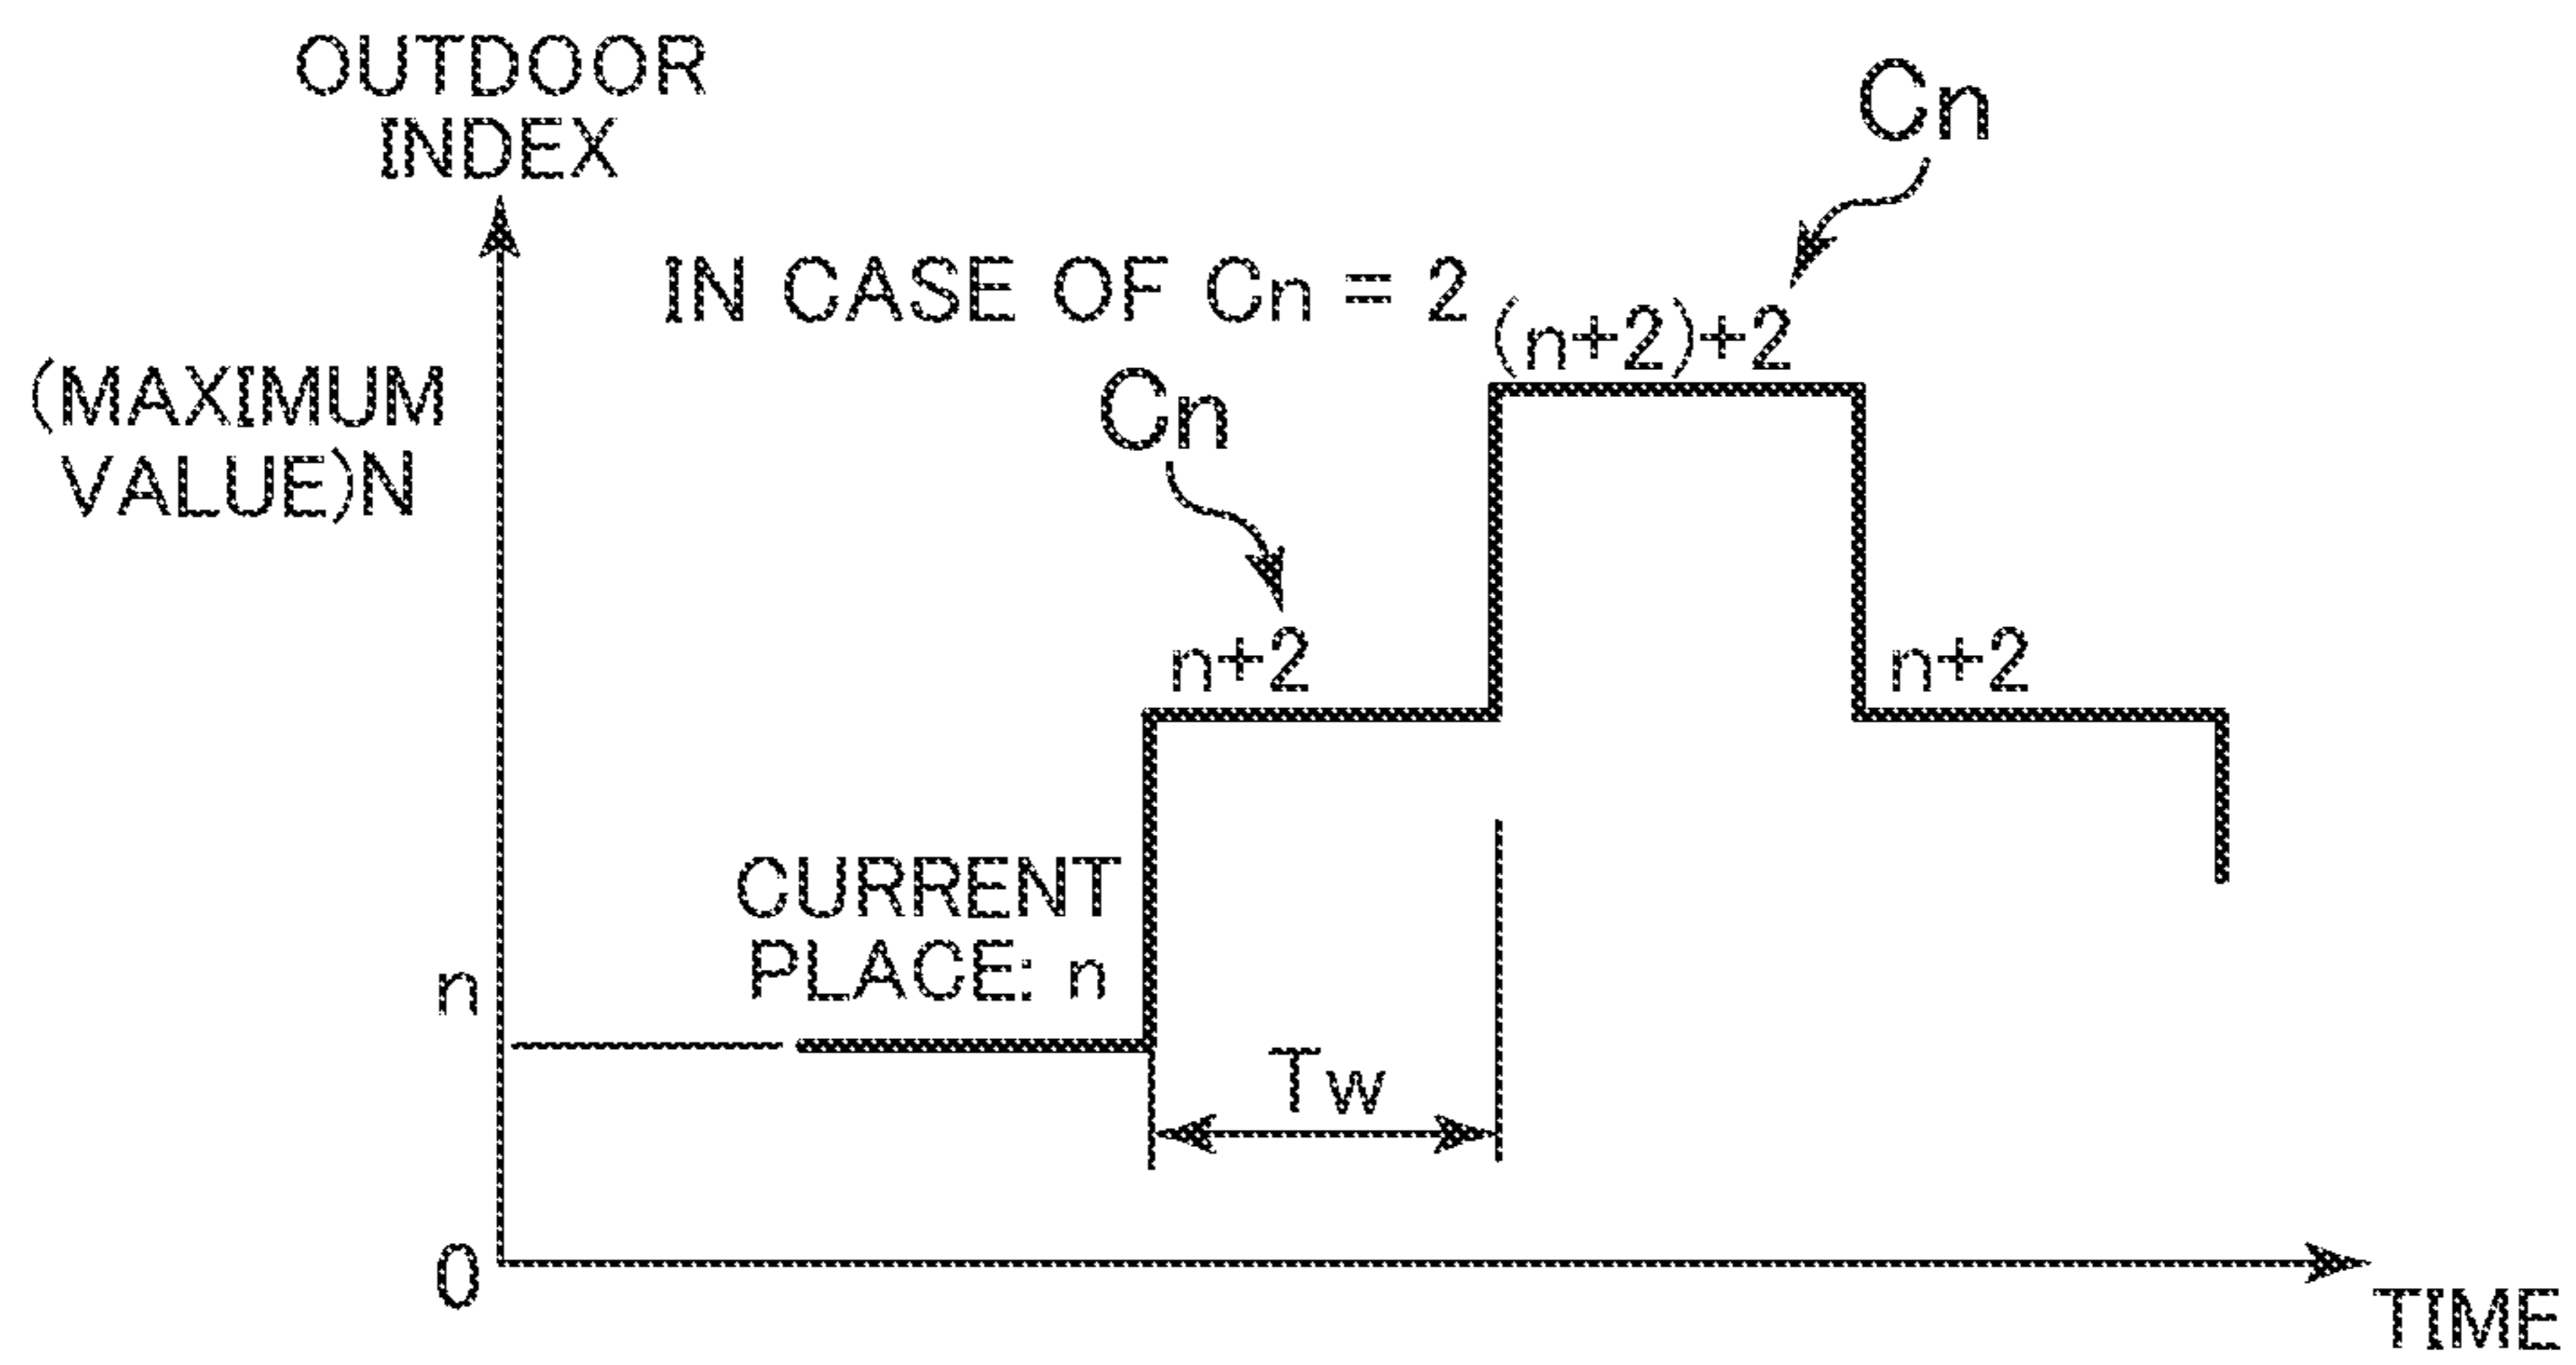 OUTDOOR
INDEX
Cn
IN CASE OF Cn = 2
(n+2)+2
(MAXIMUM
VALUE)N
Cn
n+2
n+2
CURRENT
PLACE: n
n
Tw
0
TIME